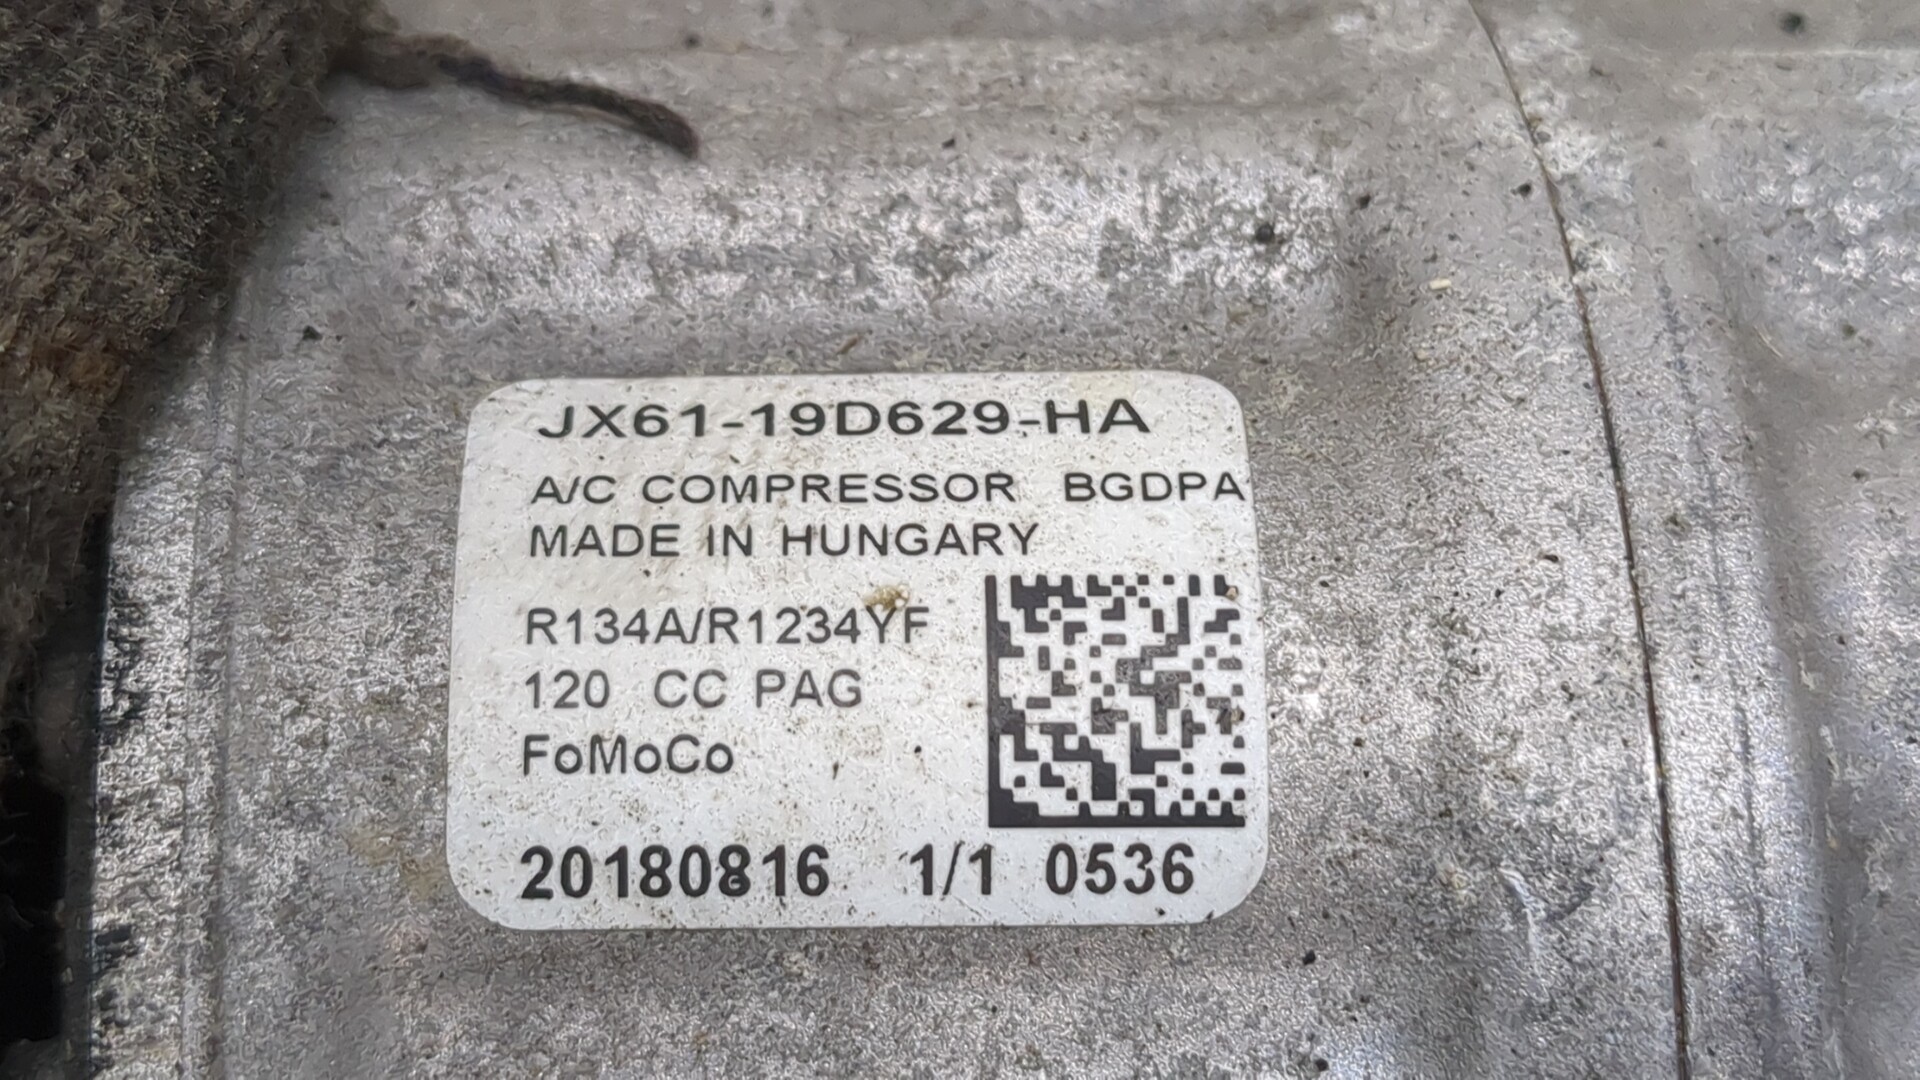 JX61-19D629-HA
A/C COMPRESSOR BGDPA
MADE IN HUNGARY
R134A/R1234YF
120 CC PAG
FoMoCo
20180816 1/1 0536